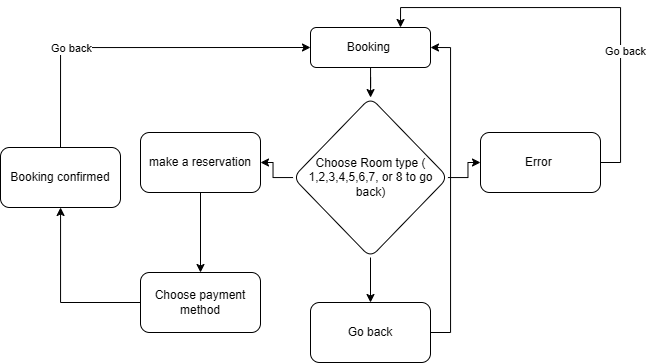 Go back
Booking
Go back
make a reservation
Choose Room type (
1,2,3,4,5,6,7, or 8 to go
back)
Error
Booking confirmed
Choose payment
method
Go back